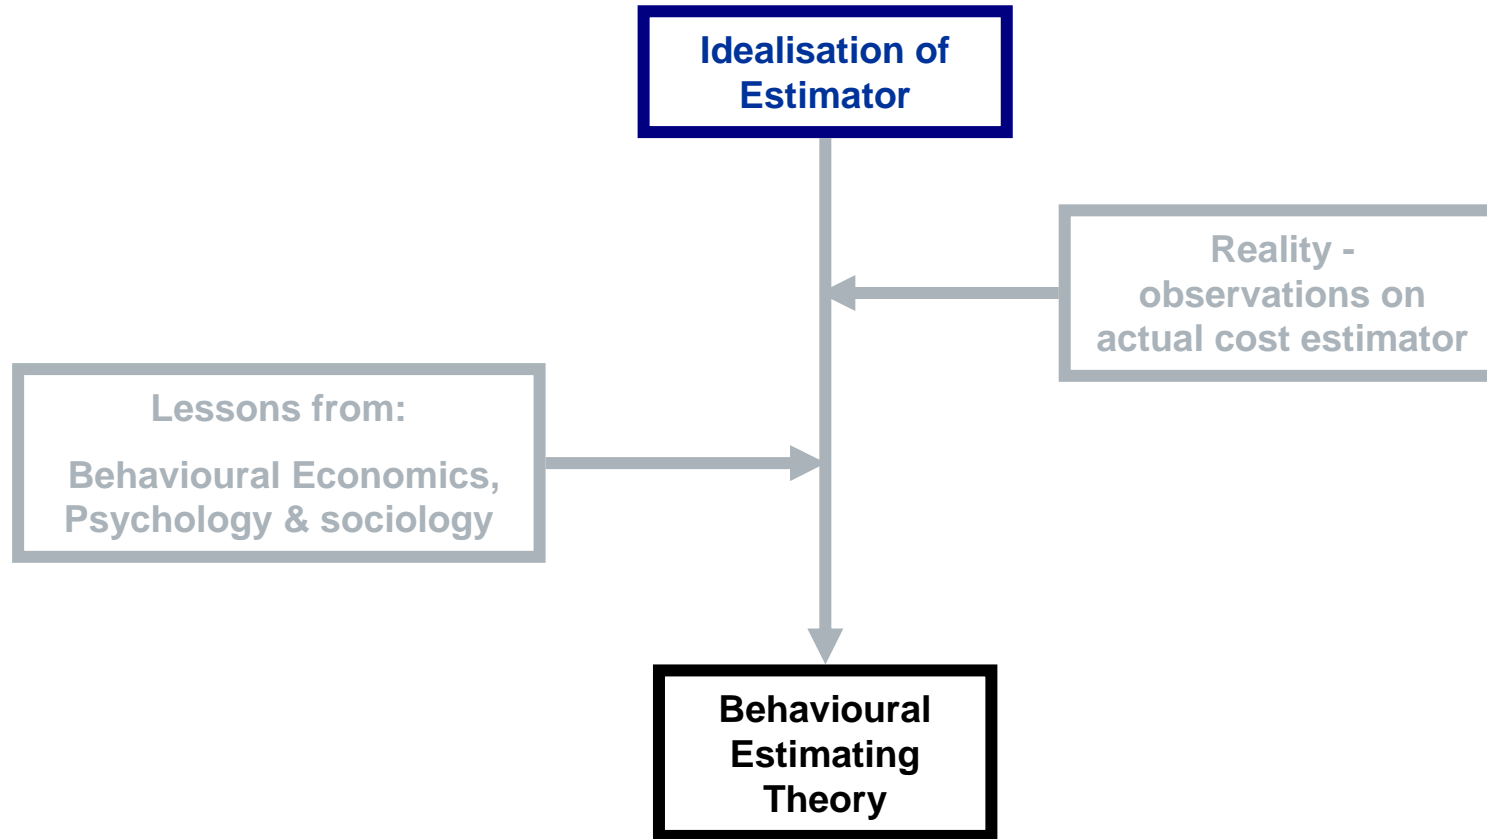 Idealisation of
Estimator
Reality -
observations on
actual cost estimator
Lessons from:
Behavioural Economics,
Psychology & sociology
Behavioural
Estimating
Theory